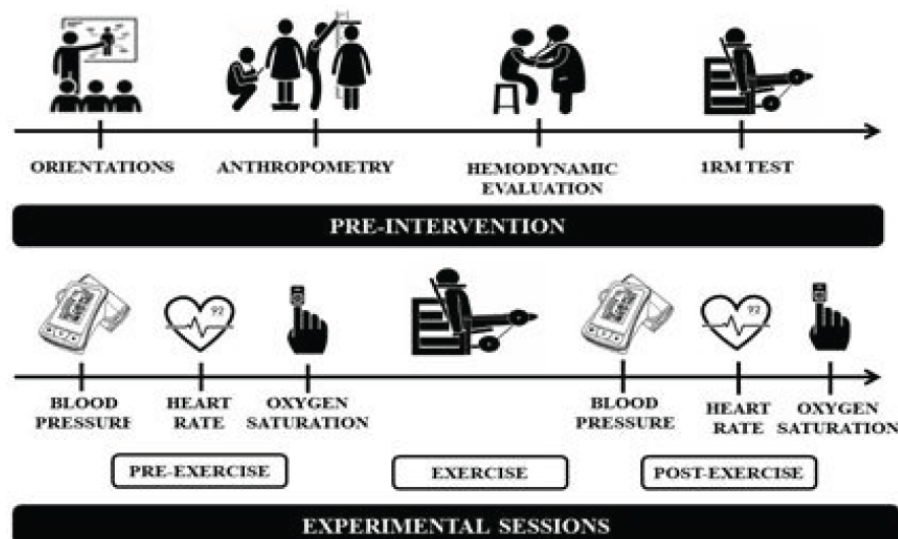 ORIENTATIONS
ANTHROPOMETRY
HEMODYNAMIC
EVALUATION
1RM TEST
PRE-INTERVENTION
92
92
BLOOD
PRESSURE
HEART
RATE
OXYGEN
SATURATION
BLOOD
PRESSURE
HEART
RATE
OXYGEN
SATURATION
PRE-EXERCISE
EXERCISE
POST-EXERCISE
EXPERIMENTAL SESSIONS